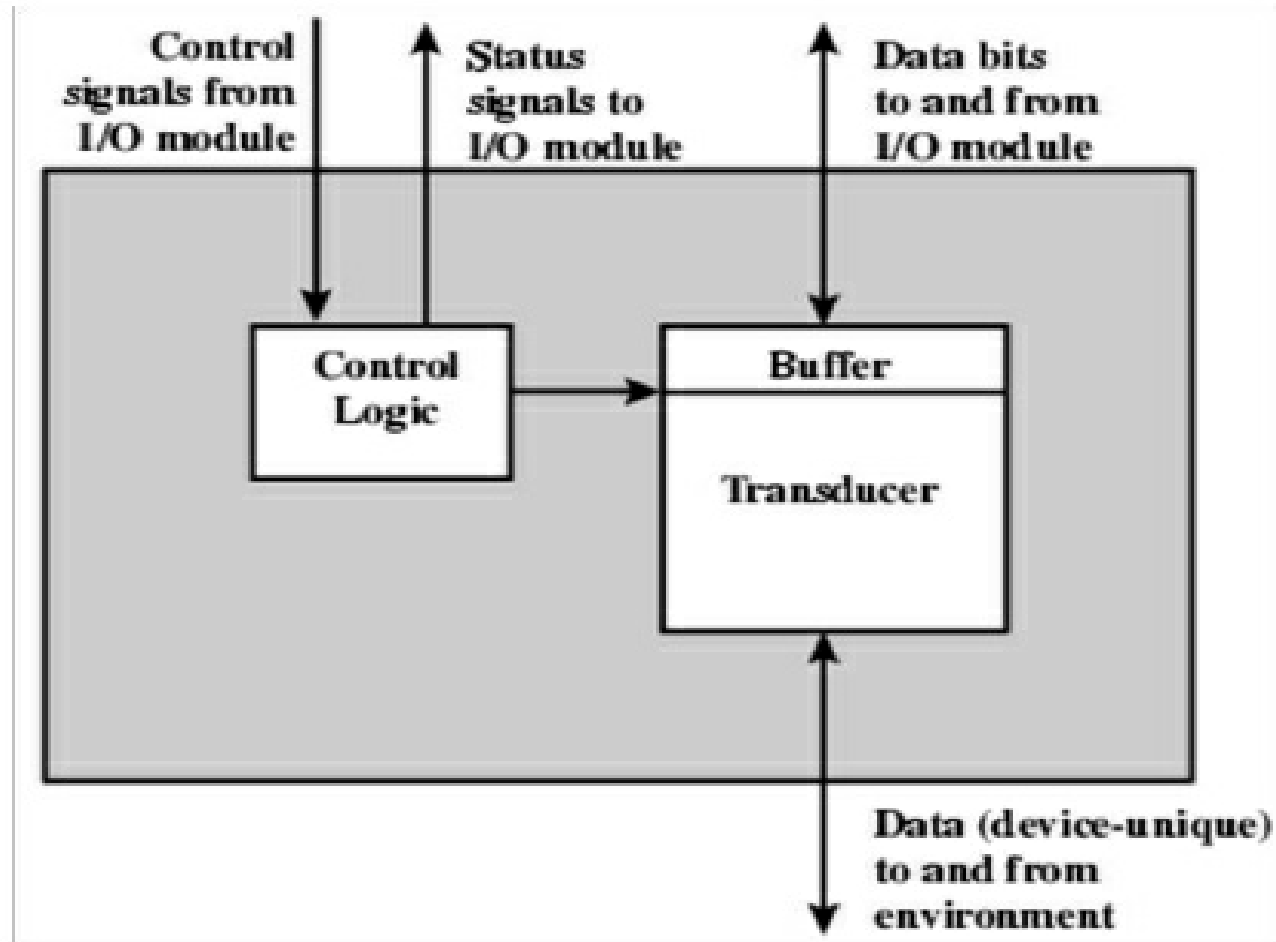 Control
signals from
I/O module
Status
signals to
I/O module
Data bits
to and from
I/O module
Control
Logic
Buffer
Transducer
Data (device-unique)
to and from
environment